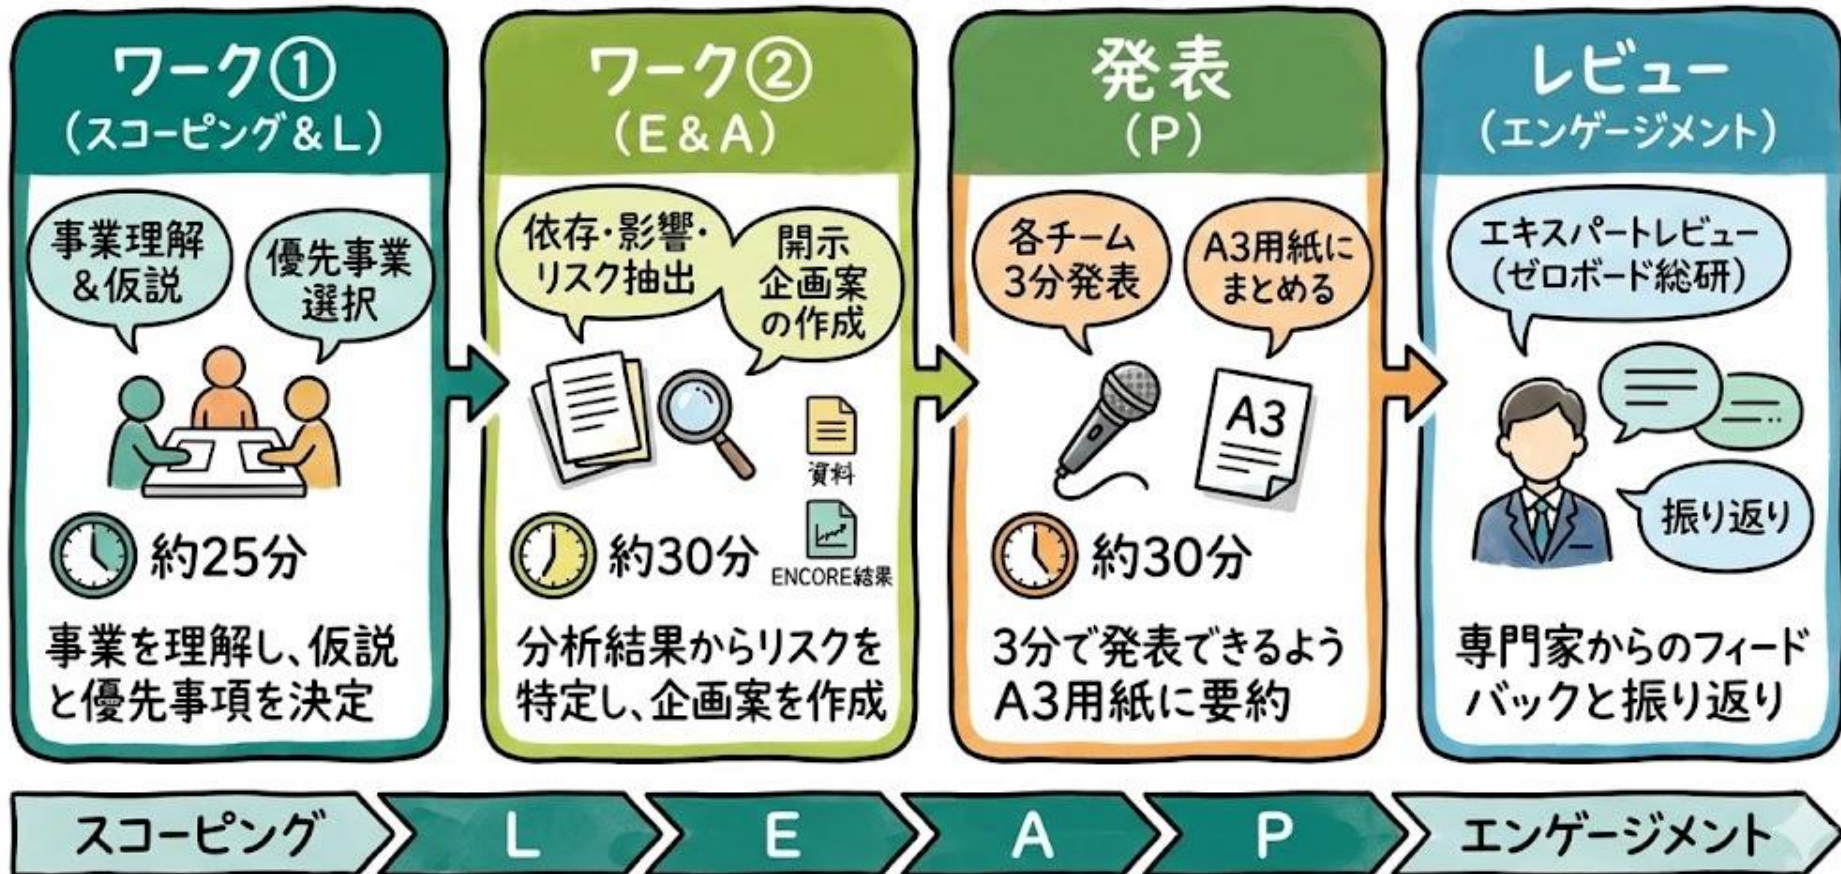 ワーク①
(スコーピング&L)
事業理解
&仮説
優先事業
選択
約25分
事業を理解し、仮説
と優先事項を決定
ワーク②
(E&A)
依存・影響・
リスク抽出
開示
企画案
の作成
資料
約30分
ENCORE結果
分析結果からリスクを
特定し、企画案を作成
発表
(P)
各チーム
3分発表
A3用紙に
まとめる
A3
約30分
3分で発表できるよう
A3用紙に要約
レビュー
(エンゲージメント)
エキスパートレビュー
(ゼロボード総研)
振り返り
専門家からのフィード
バックと振り返り
スコーピング
L
E
A
P
エンゲージメント